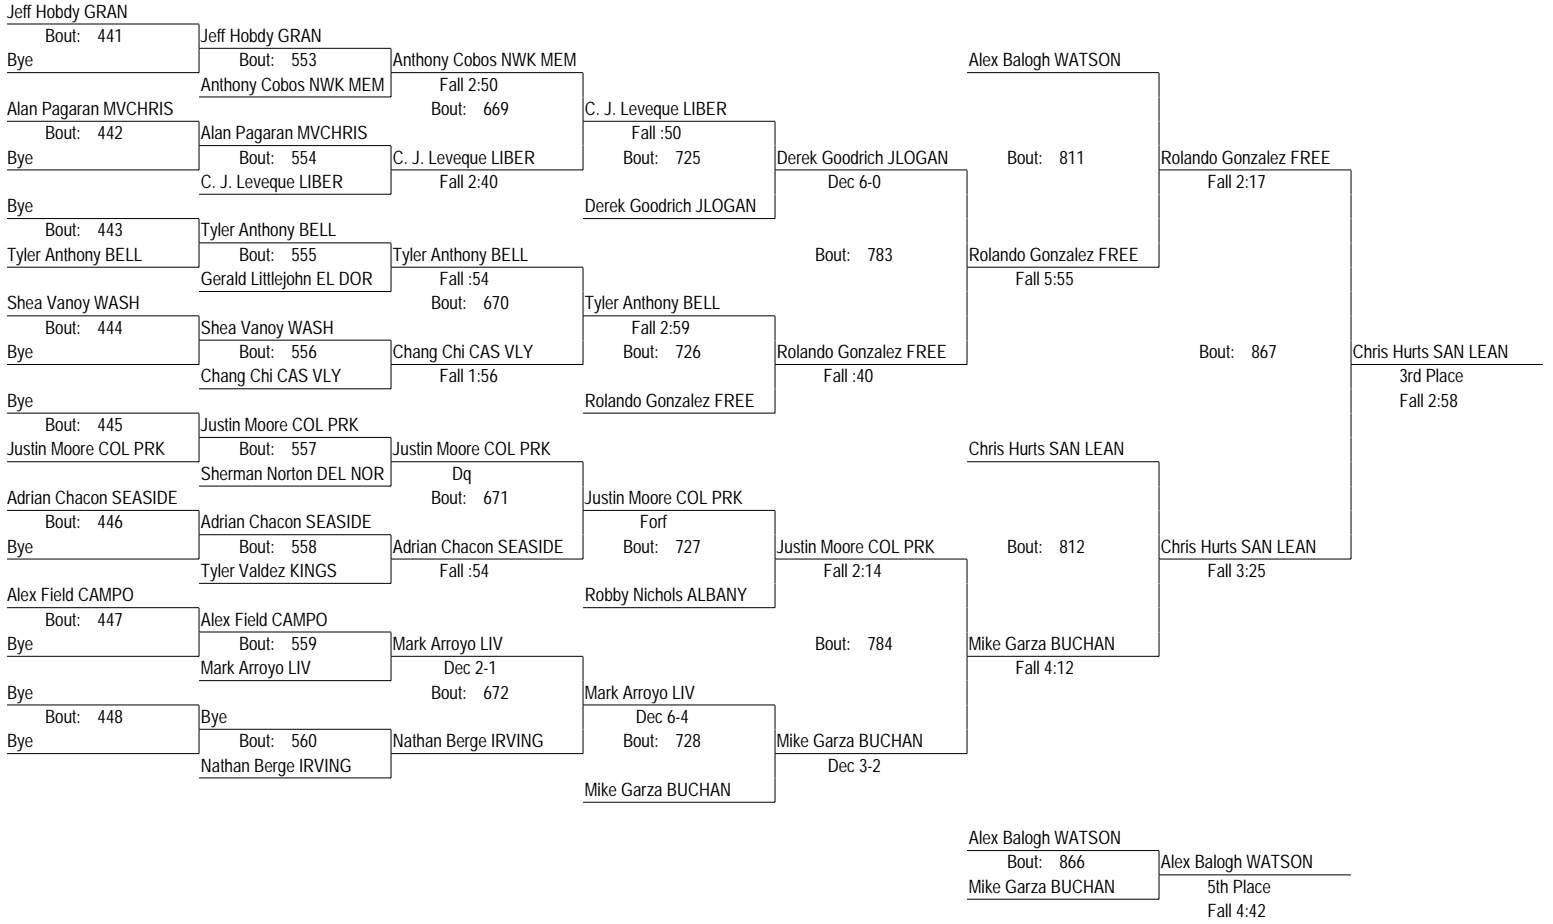 Jeff Hobdy GRAN
Bout: 441
Jeff Hobdy GRAN
Bye
Bout: 553
Anthony Cobos NWK MEM
Alex Balogh WATSON
Anthony Cobos NWK MEM
Fall 2:50
Alan Pagaran MVCHRIS
Bout: 669
C. J. Leveque LIBER
Bout: 442
Alan Pagaran MVCHRIS
Fall :50
Bye
Bout: 554
C. J. Leveque LIBER
Bout: 725
Derek Goodrich JLOGAN
Bout: 811
Rolando Gonzalez FREE
C. J. Leveque LIBER
Fall 2:40
Dec 6-0
Fall 2:17
Bye
Derek Goodrich JLOGAN
Bout: 443
Tyler Anthony BELL
Tyler Anthony BELL
Bout: 555
Tyler Anthony BELL
Bout: 783
Rolando Gonzalez FREE
Gerald Littlejohn EL DOR
Fall :54
Fall 5:55
Shea Vanoy WASH
Bout: 670
Tyler Anthony BELL
Bout: 444
Shea Vanoy WASH
Fall 2:59
Bye
Bout: 556
Chang Chi CAS VLY
Bout: 726
Rolando Gonzalez FREE
Bout: 867
Chris Hurts SAN LEAN
Chang Chi CAS VLY
Fall 1:56
Fall :40
3rd Place
Bye
Rolando Gonzalez FREE
Fall 2:58
Bout: 445
Justin Moore COL PRK
Justin Moore COL PRK
Bout: 557
Justin Moore COL PRK
Chris Hurts SAN LEAN
Sherman Norton DEL NOR
Dq
Adrian Chacon SEASIDE
Bout: 671
Justin Moore COL PRK
Bout: 446
Adrian Chacon SEASIDE
Forf
Bye
Bout: 558
Adrian Chacon SEASIDE
Bout: 727
Justin Moore COL PRK
Bout: 812
Chris Hurts SAN LEAN
Tyler Valdez KINGS
Fall :54
Fall 2:14
Fall 3:25
Alex Field CAMPO
Robby Nichols ALBANY
Bout: 447
Alex Field CAMPO
Bye
Bout: 559
Mark Arroyo LIV
Bout: 784
Mike Garza BUCHAN
Mark Arroyo LIV
Dec 2-1
Fall 4:12
Bye
Bout: 672
Mark Arroyo LIV
Bout: 448
Bye
Dec 6-4
Bye
Bout: 560
Nathan Berge IRVING
Bout: 728
Mike Garza BUCHAN
Nathan Berge IRVING
Dec 3-2
Mike Garza BUCHAN
Alex Balogh WATSON
Bout: 866
Alex Balogh WATSON
Mike Garza BUCHAN
5th Place
Fall 4:42